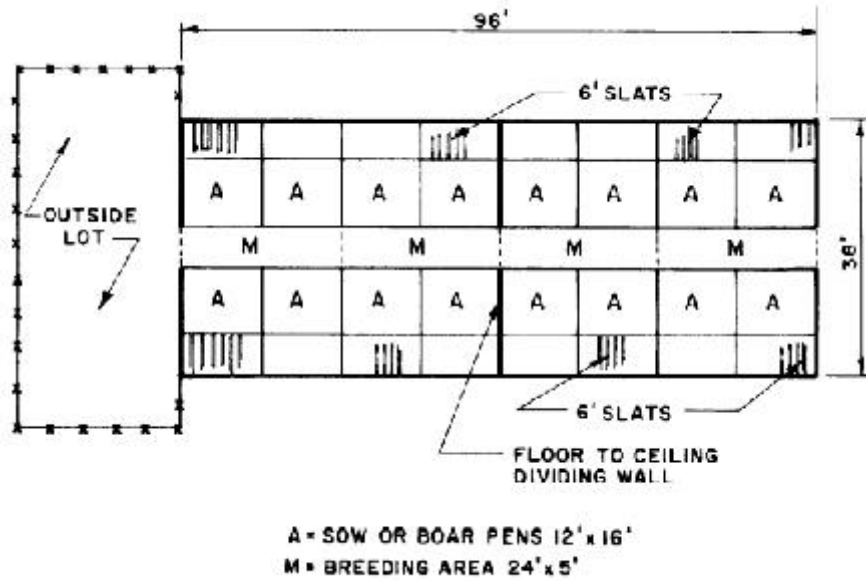 96'
6' SLATS
A A A A A A A A
OUTSIDE
LOT
M M M M
38'
A A A A A A A A
6' SLATS
FLOOR TO CEILING
DIVIDING WALL
A = SOW OR BOAR PENS 12' x 16'
M = BREEDING AREA 24' x 5'